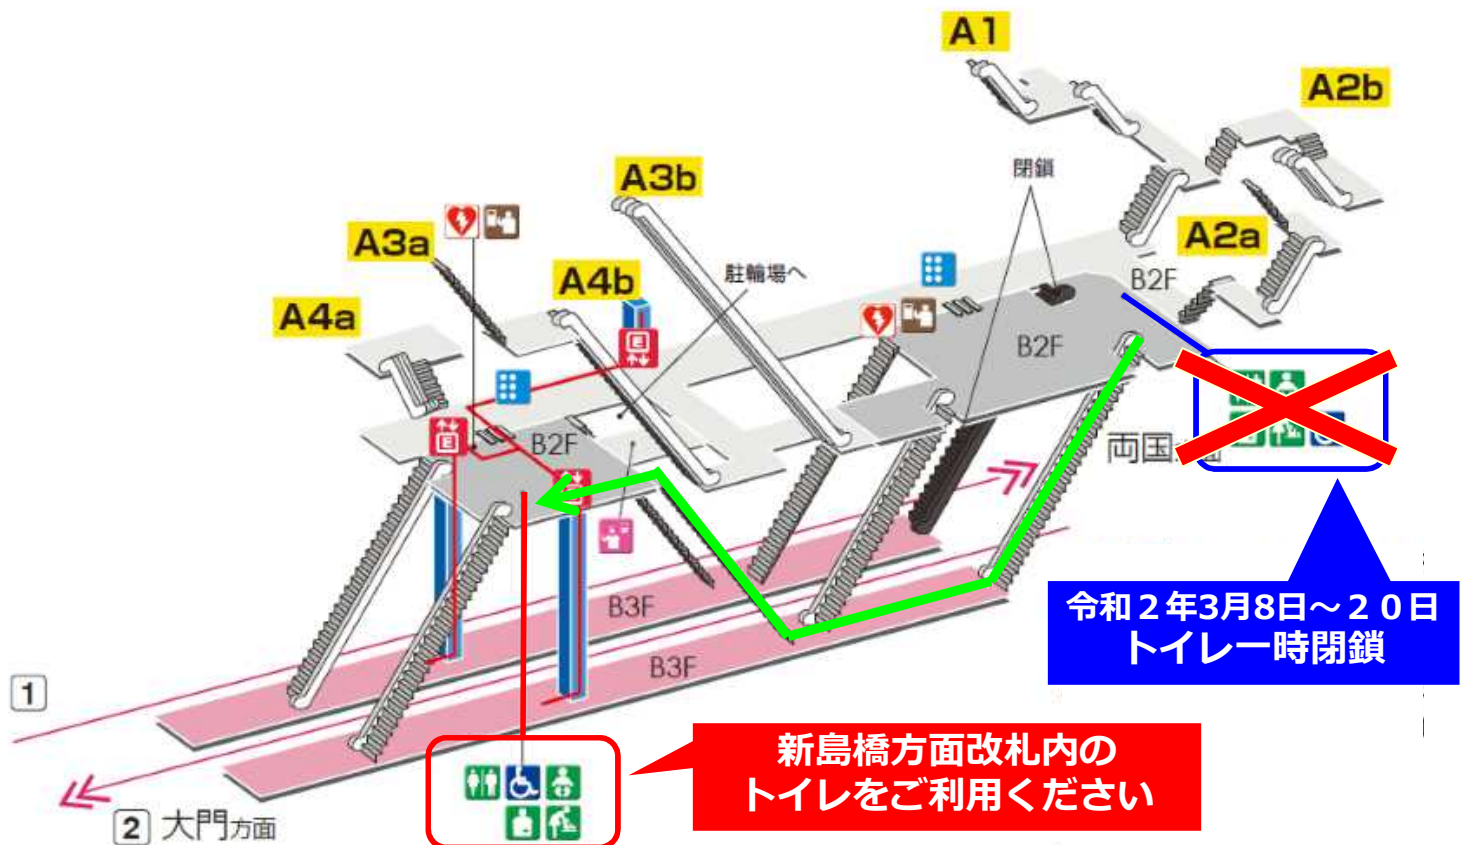 A1
A2b
A3b
閉鎖
A3a
A2a
A4b
駐輪場へ
B2F
A4a
E
B2F
E
B2F
両国
令和２年3月8日～２０日
トイレ一時閉鎖
B3F
B3F
1
新島橋方面改札内の
トイレをご利用ください
2 大門方面